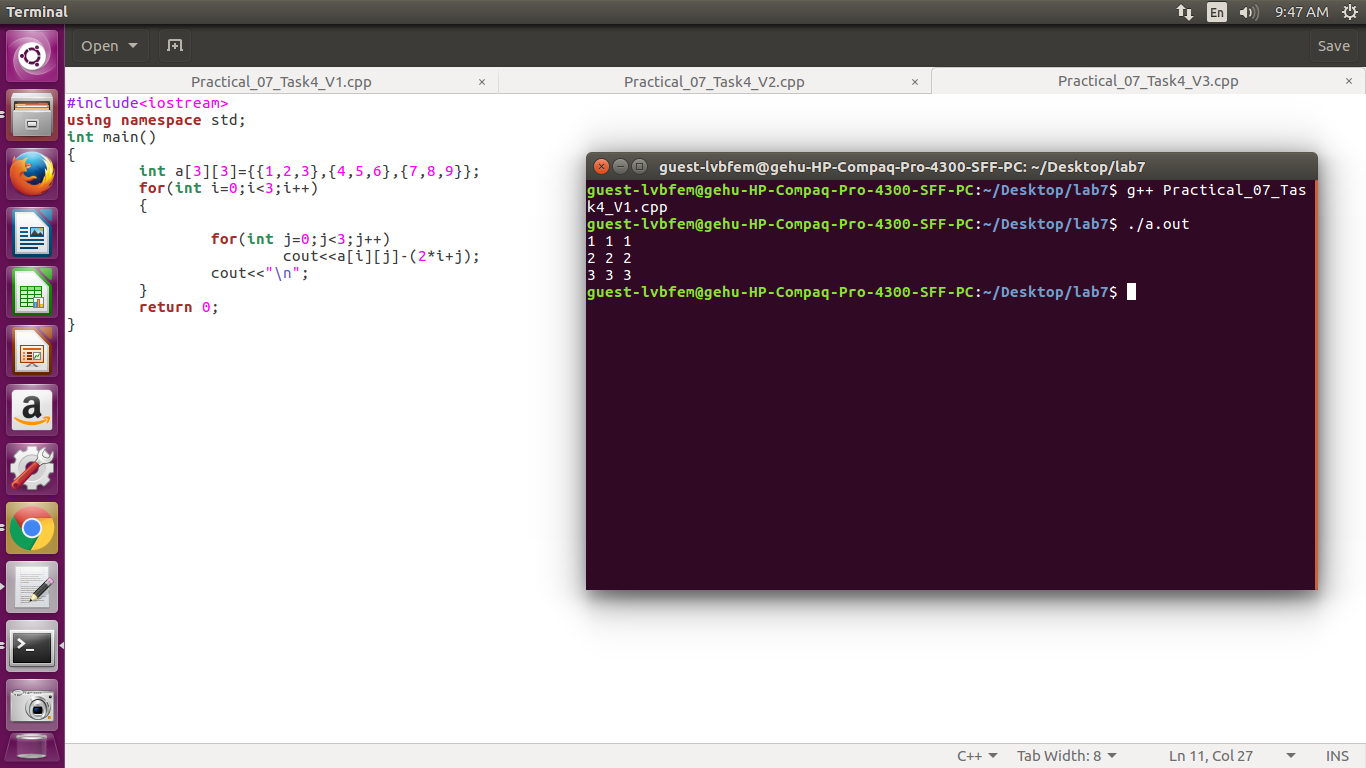 Terminal
En
9:47 AM
Open
Save
Practical_07_Task4_V1.cpp ×
Practical_07_Task4_V2.cpp ×
Practical_07_Task4_V3.cpp ×
#include<iostream>
using namespace std;
int main()
{
int a[3][3]={{1,2,3},{4,5,6},{7,8,9}};
for(int i=0;i<3;i++)
{
for(int j=0;j<3;j++)
cout<<a[i][j]-(2*i+j);
cout<<"\n";
}
return 0;
}
guest-lvbfem@gehu-HP-Compaq-Pro-4300-SFF-PC: ~/Desktop/lab7
guest-lvbfem@gehu-HP-Compaq-Pro-4300-SFF-PC:~/Desktop/lab7$ g++ Practical_07_Tas
k4_V1.cpp
guest-lvbfem@gehu-HP-Compaq-Pro-4300-SFF-PC:~/Desktop/lab7$ ./a.out
1 1 1
2 2 2
3 3 3
guest-lvbfem@gehu-HP-Compaq-Pro-4300-SFF-PC:~/Desktop/lab7$
a
>_
C++
Tab Width: 8
Ln 11, Col 27
INS